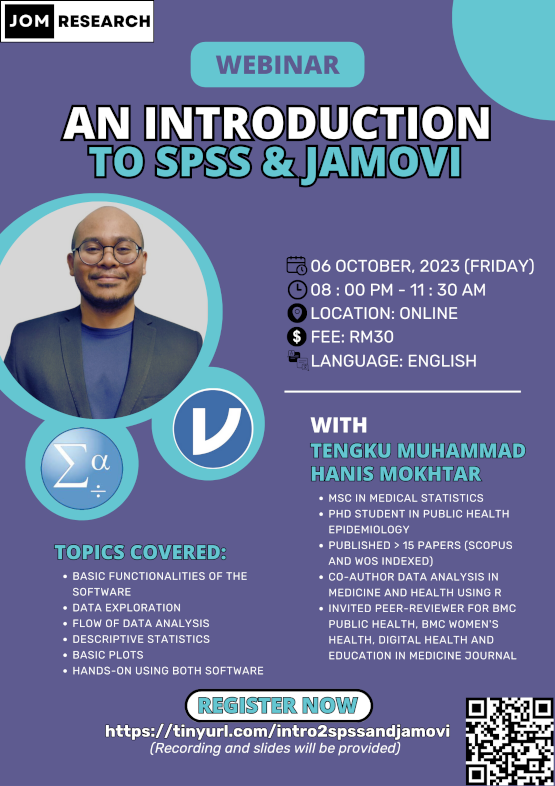 JOM RESEARCH
WEBINAR
AN INTRODUCTION
TO SPSS & JAMOVI
06 OCTOBER, 2023 (FRIDAY)
08 : 00 PM - 11 : 30 AM
LOCATION: ONLINE
FEE: RM30
LANGUAGE: ENGLISH
WITH
TENGKU MUHAMMAD
HANIS MOKHTAR
• MSC IN MEDICAL STATISTICS
• PHD STUDENT IN PUBLIC HEALTH
EPIDEMIOLOGY
• PUBLISHED > 15 PAPERS (SCOPUS
AND WOS INDEXED)
• CO-AUTHOR DATA ANALYSIS IN
MEDICINE AND HEALTH USING R
• INVITED PEER-REVIEWER FOR BMC
PUBLIC HEALTH, BMC WOMEN'S
HEALTH, DIGITAL HEALTH AND
EDUCATION IN MEDICINE JOURNAL
Σ α
÷
TOPICS COVERED:
• BASIC FUNCTIONALITIES OF THE
SOFTWARE
• DATA EXPLORATION
• FLOW OF DATA ANALYSIS
• DESCRIPTIVE STATISTICS
• BASIC PLOTS
• HANDS-ON USING BOTH SOFTWARE
REGISTER NOW
https://tinyurl.com/intro2spssandjamovi
(Recording and slides will be provided)